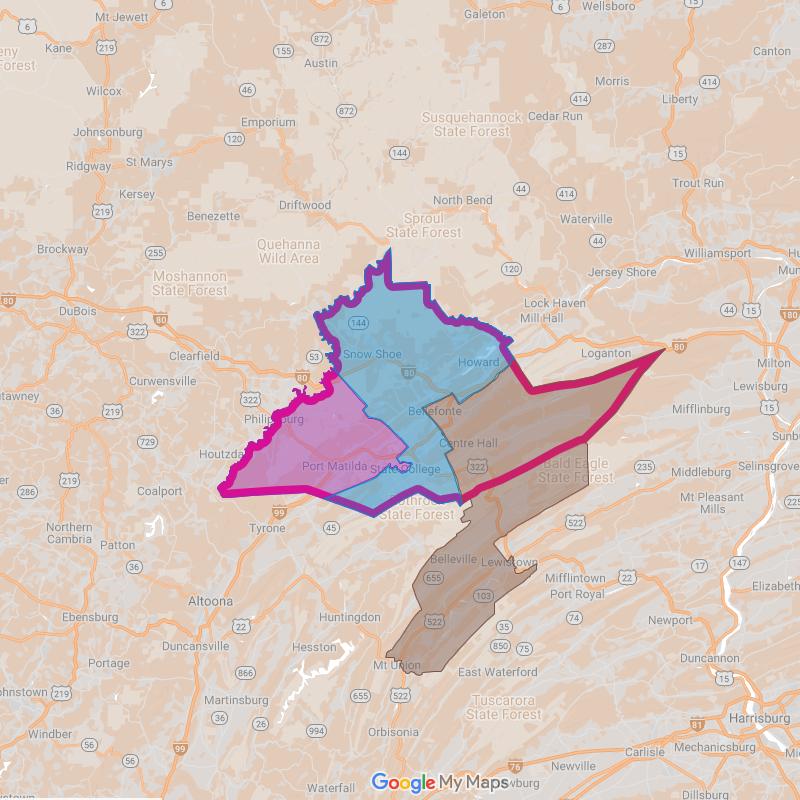 6
Mt Jewett
6
Galeton
Wellsboro
6
Kane
219
872
155
Austin
287
Canton
eny
Forest
Wilcox
46
Morris
414
414
Liberty
872
Emporium
Susquehannock
State Forest
Cedar Run
Johnsonburg
120
144
15
Ridgway
St Marys
Trout Run
Kersey
44
414
North Bend
219
Benezette
Driftwood
Sproul
State Forest
Waterville
Brockway
255
Quehanna
Wild Area
44
Williamsport
120
Jersey Shore
Moshannon
State Forest
80
Lock Haven
Mill Hall
44
15
180
DuBois
80
322
144
Clearfield
53
Snow Shoe
Howard
Loganton
80
Milton
Curwensville
80
80
Lewisburg
36
219
322
Bellefonte
Mifflinburg
15
Philipsburg
729
Centre Hall
Houtzdale
Port Matilda
State College
322
Bald Eagle
State Forest
235
Middleburg
Selinsgrove
286
219
Coalport
99
State Forest
522
Mt Pleasant
Mills
225
Northern
Cambria
Patton
Tyrone
45
36
Belleville
Lewistown
655
Mifflintown
22
17
147
Port Royal
Altoona
103
Ebensburg
22
Huntingdon
522
35
74
Newport
Duncansville
Hesston
850
75
Duncannon
Portage
866
Mt Union
East Waterford
15
219
Martinsburg
655
522
Tuscarora
State Forest
36
26
Harrisburg
Windber
56
56
99
994
Orbisonia
81
Carlisle
Mechanicsburg
76
Newville
Waterfall
Google My Maps
Dillsburg